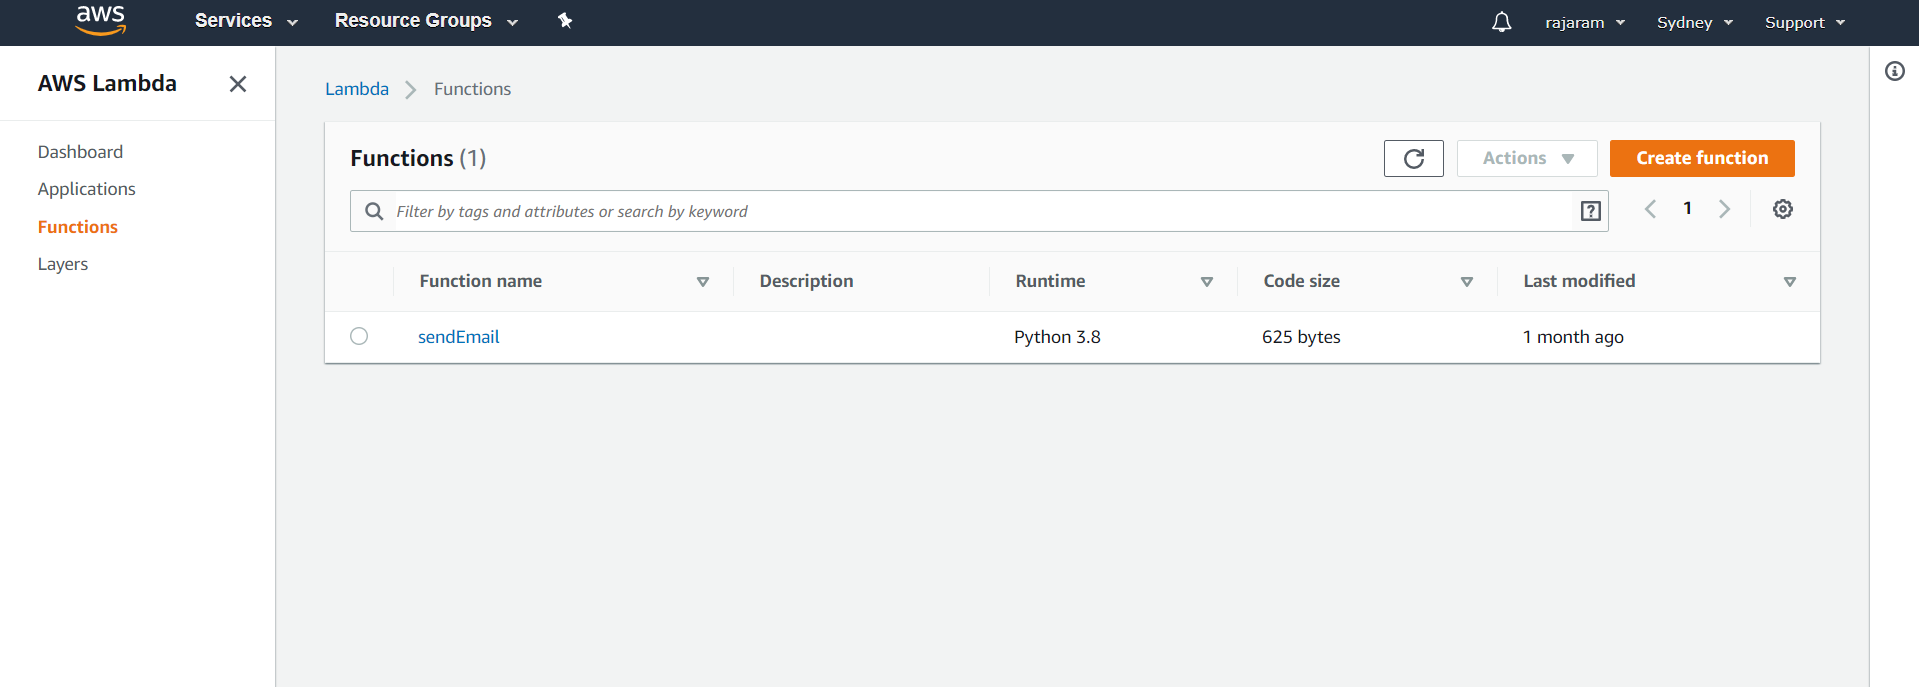 aws Services Resource Groups rajaram Sydney Support
AWS Lambda
Dashboard
Applications
Functions
Layers
Lambda Functions
Functions (1) Actions Create function
Filter by tags and attributes or search by keyword ? 1
Function name Description Runtime Code size Last modified
sendEmail Python 3.8 625 bytes 1 month ago